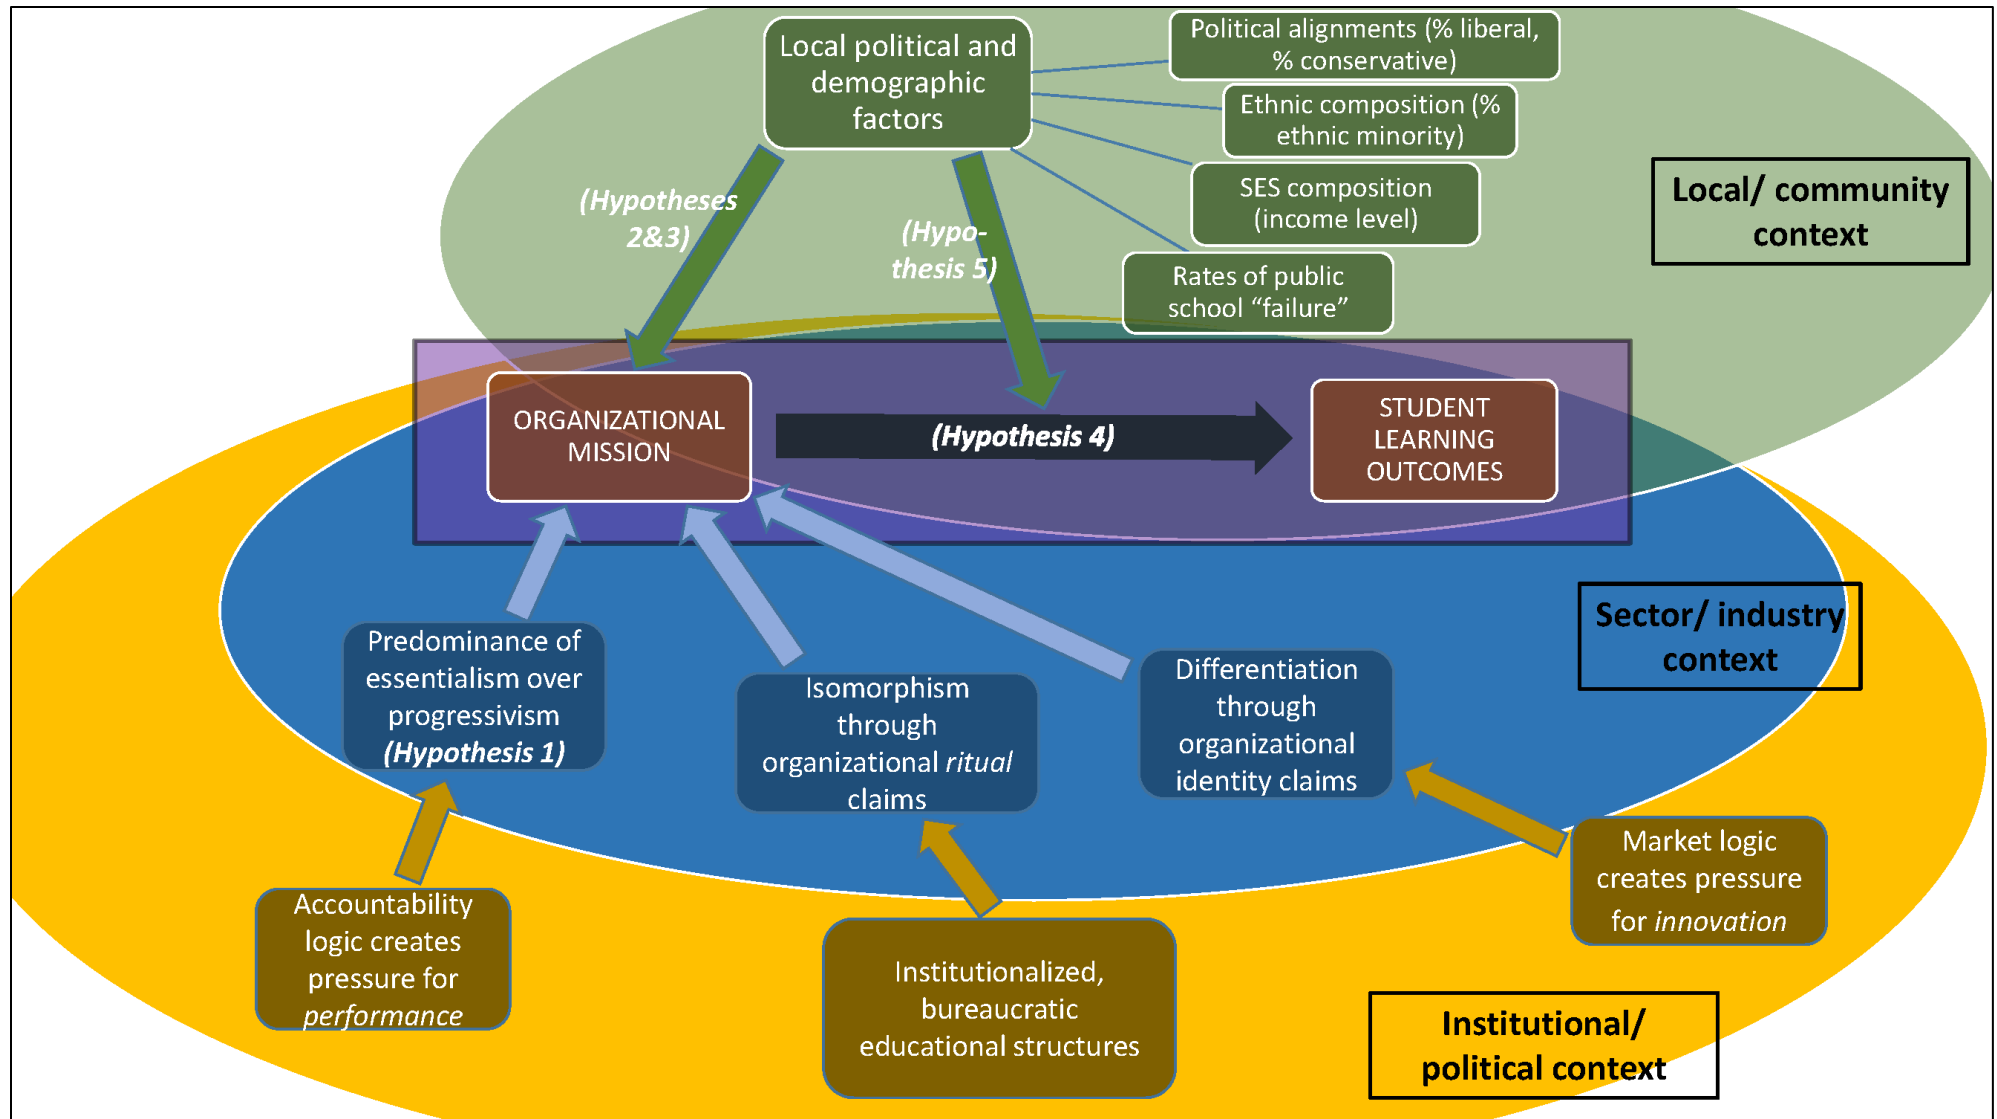 Local political and
demographic
factors
Political alignments (% liberal,
% conservative)
Ethnic composition (%
ethnic minority)
SES composition
(income level)
Rates of public
school “failure”
Local/ community
context
(Hypotheses
2&3)
(Hypo-
thesis 5)
ORGANIZATIONAL
MISSION
(Hypothesis 4)
STUDENT
LEARNING
OUTCOMES
Sector/ industry
context
Predominance of
essentialism over
progressivism
(Hypothesis 1)
Isomorphism
through
organizational ritual
claims
Differentiation
through
organizational
identity claims
Accountability
logic creates
pressure for
performance
Institutionalized,
bureaucratic
educational structures
Market logic
creates pressure
for innovation
Institutional/
political context